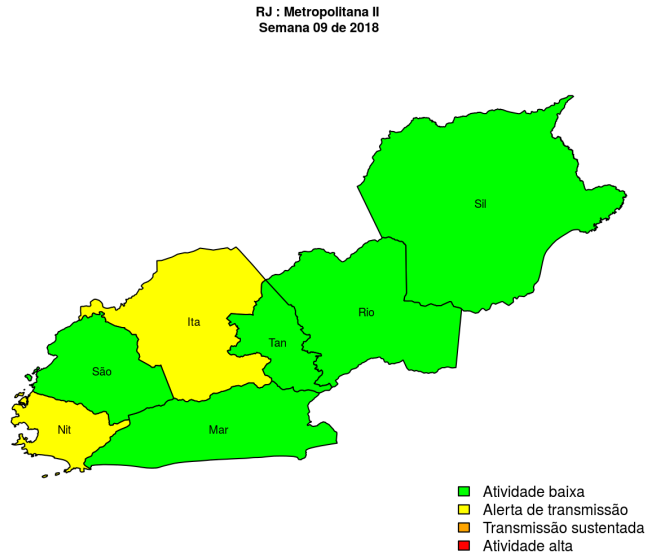 RJ : Metropolitana II
Semana 09 de 2018
Sil
Rio
Ita
Tan
São
Nit
Mar
Atividade baixa
Alerta de transmissão
Transmissão sustentada
Atividade alta